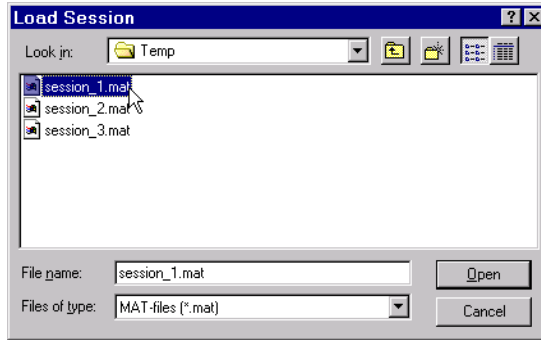 Load Session
Look in: Temp
session_1.mat
session_2.mat
session_3.mat
File name: session_1.mat Open
Files of type: MAT-files (*.mat) Cancel